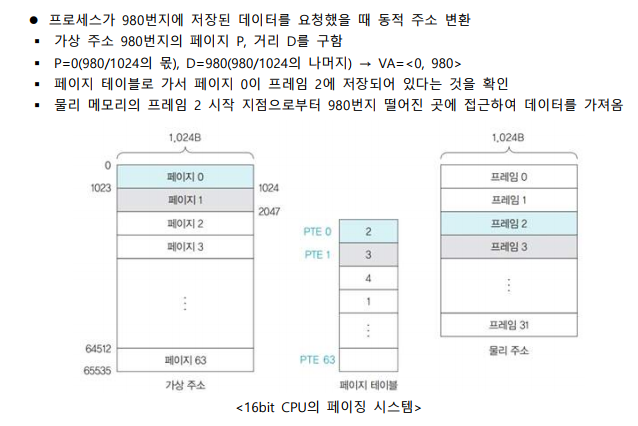 ● 프로세스가 980번지에 저장된 데이터를 요청했을 때 동적 주소 변환
▪ 가상 주소 980번지의 페이지 P, 거리 D를 구함
▪ P=0(980/1024의 몫), D=980(980/1024의 나머지) → VA=<0, 980>
▪ 페이지 테이블로 가서 페이지 0이 프레임 2에 저장되어 있다는 것을 확인
▪ 물리 메모리의 프레임 2 시작 지점으로부터 980번지 떨어진 곳에 접근하여 데이터를 가져옴
1,024B
0
페이지 0
1023
1024
페이지 1
2047
페이지 2
페이지 3
⋮
64512
페이지 63
65535
가상 주소
PTE 0
2
PTE 1
3
4
1
⋮
PTE 63
페이지 테이블
1,024B
프레임 0
프레임 1
프레임 2
프레임 3
⋮
프레임 31
물리 주소
<16bit CPU의 페이징 시스템>